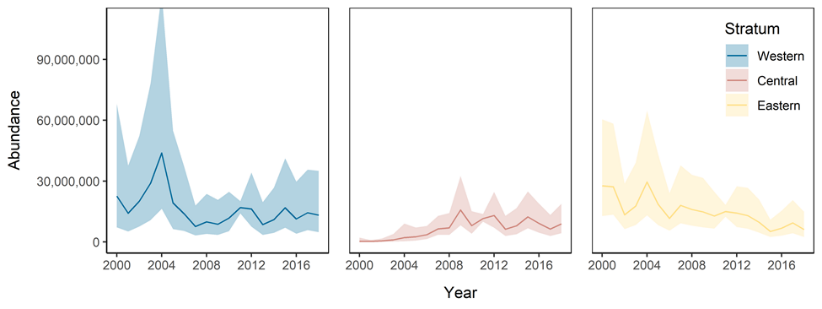 Stratum
Western
Central
Eastern
Abundance
90,000,000
60,000,000
30,000,000
0
2000 2004 2008 2012 2016
2000 2004 2008 2012 2016
2000 2004 2008 2012 2016
Year